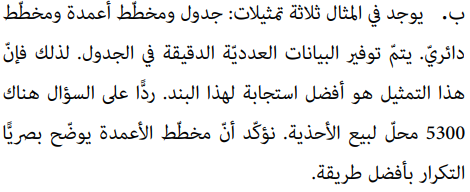 ب. يوجد في المثال ثلاثة تمثيلات: جدول ومخطّط أعمدة ومخطّط
دائريّ. يتمّ توفير البيانات العدديّة الدقيقة في الجدول. لذلك فإنّ
هذا التمثيل هو أفضل استجابة لهذا البند. ردًّا على السؤال هناك
5300 محلّ لبيع الأحذية. نؤكّد أنّ مخطّط الأعمدة يوضّح بصريًّا
التكرار بأفضل طريقة.